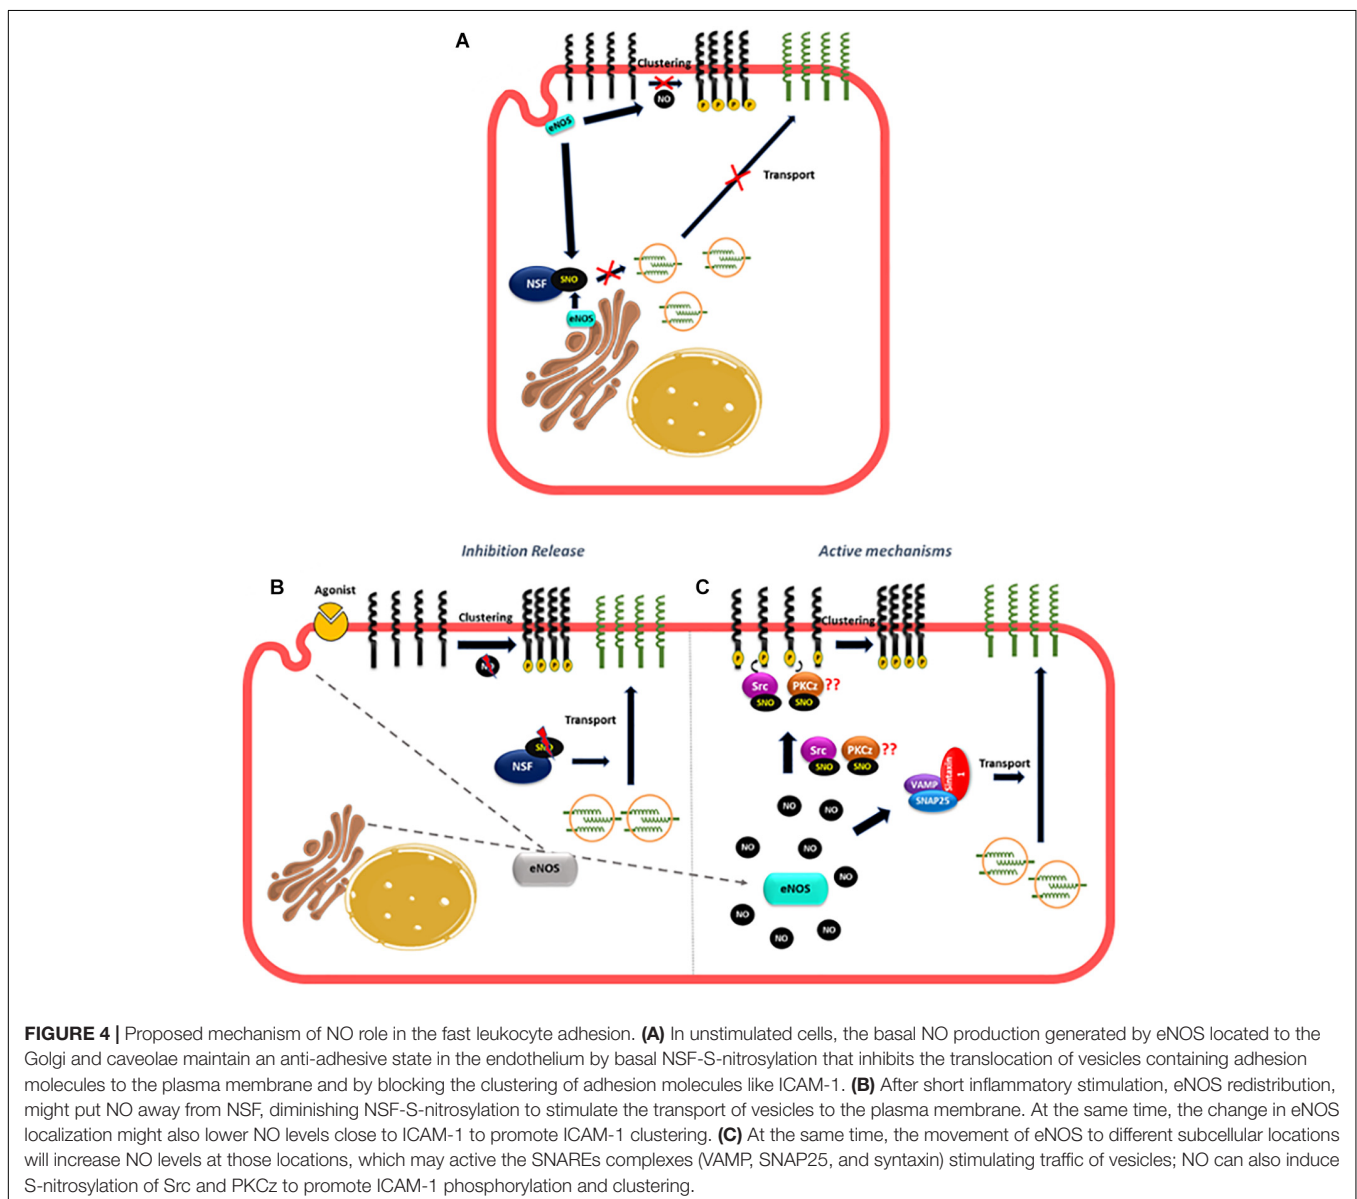 A
Clustering
NO
P P P P
eNOS
Transport
NSF
SNO
eNOS
Inhibition Release
Active mechanisms
B
Agonist
Clustering
NO
P P P P
Transport
SNO
NSF
eNOS
C
Clustering
P P P P
P P P P
Src
PKCz
??
SNO
SNO
Src
PKCz
??
SNO
SNO
VAMP
SNAP25
Sintaxin
1
Transport
NO
NO
NO
NO
NO
eNOS
NO
NO
NO
FIGURE 4 | Proposed mechanism of NO role in the fast leukocyte adhesion. (A) In unstimulated cells, the basal NO production generated by eNOS located to the
Golgi and caveolae maintain an anti-adhesive state in the endothelium by basal NSF-S-nitrosylation that inhibits the translocation of vesicles containing adhesion
molecules to the plasma membrane and by blocking the clustering of adhesion molecules like ICAM-1. (B) After short inflammatory stimulation, eNOS redistribution,
might put NO away from NSF, diminishing NSF-S-nitrosylation to stimulate the transport of vesicles to the plasma membrane. At the same time, the change in eNOS
localization might also lower NO levels close to ICAM-1 to promote ICAM-1 clustering. (C) At the same time, the movement of eNOS to different subcellular locations
will increase NO levels at those locations, which may active the SNAREs complexes (VAMP, SNAP25, and syntaxin) stimulating traffic of vesicles; NO can also induce
S-nitrosylation of Src and PKCz to promote ICAM-1 phosphorylation and clustering.